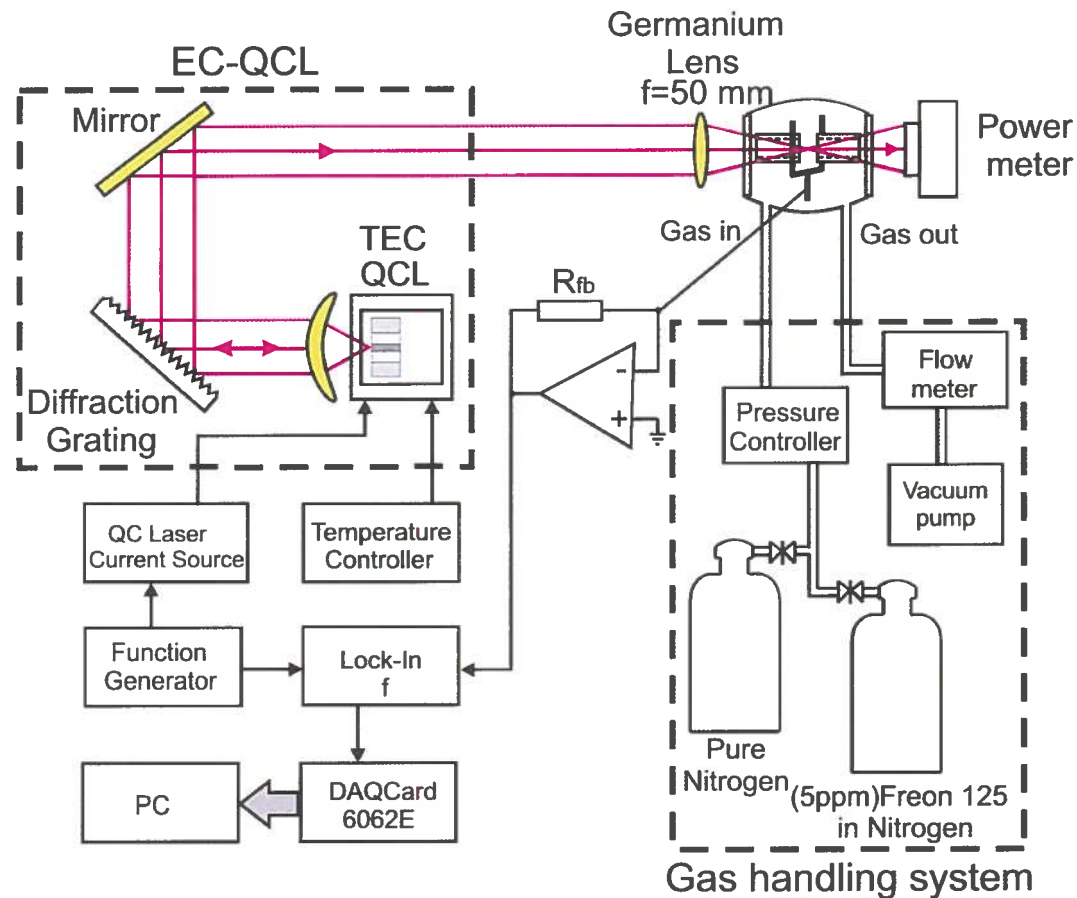 EC-QCL
Germanium
Lens
f=50 mm
Mirror
Power
meter
TEC
QCL
Gas in
Gas out
Rfb
Diffraction
Grating
-
+
Flow
meter
Pressure
Controller
Vacuum
pump
QC Laser
Current Source
Temperature
Controller
Function
Generator
Lock-In
f
Pure
Nitrogen
PC
DAQCard
6062E
(5ppm)Freon 125
in Nitrogen
Gas handling system